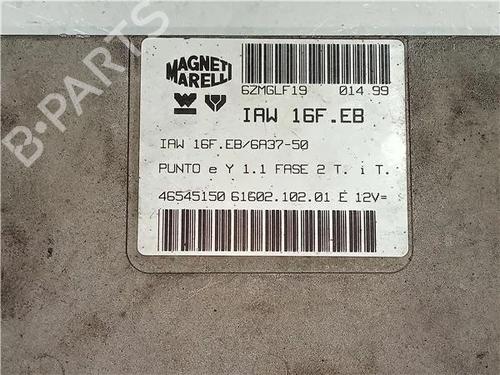 MAGNETI
MARELLI
6ZMGLF19 014 99
IAW 16F.EB
IAW 16F.EB/6A37-50
PUNTO e Y 1.1 FASE 2 T. i T.
46545150 61602.102.01 E 12V=
B-PARTS
B-PARTS